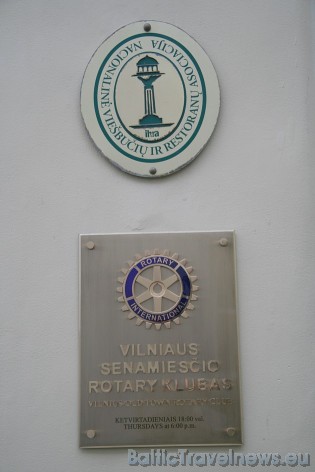 NACIONALINĖ VIEŠBUČIŲ IR RESTORANŲ ASOCIACIJA
ROTARY
INTERNATIONAL
VILNIAUS
SENAMIESČIO
ROTARY KLUBAS
KETVIRTADIENIAIS 18:00 val.
THURSDAYS at 6:00 p.m.
BalticTravelnews.eu